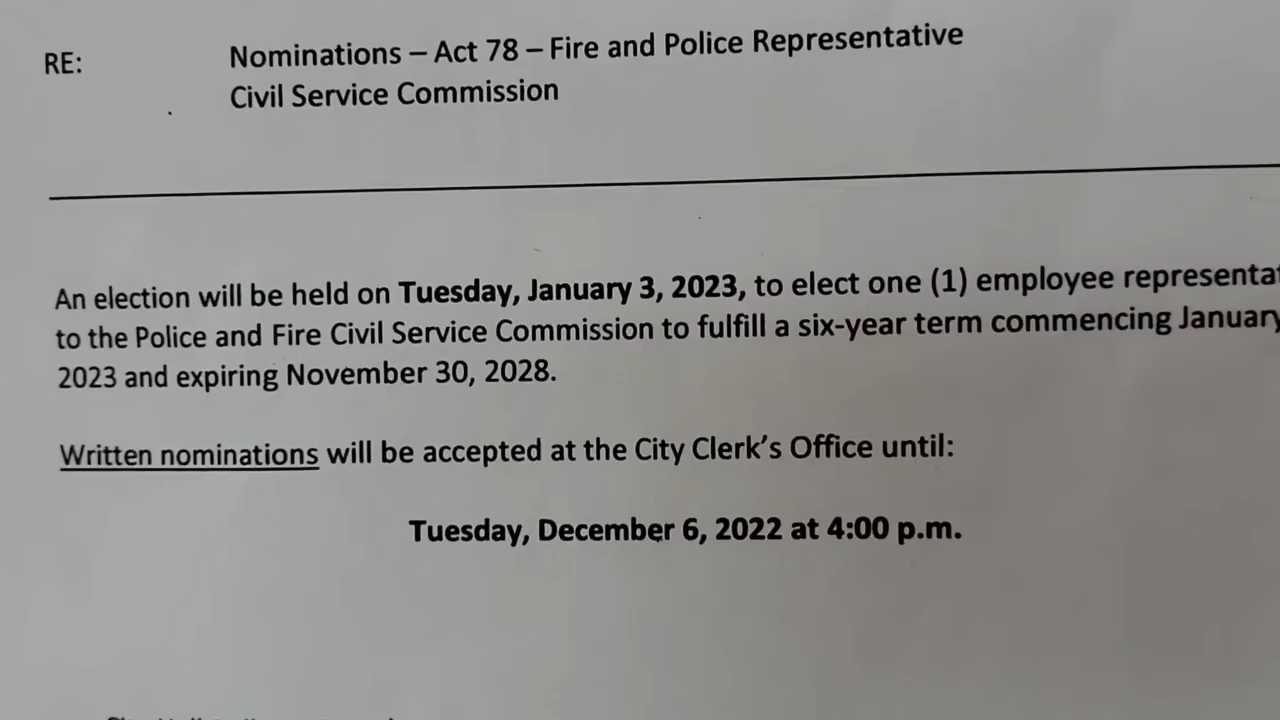 RE: Nominations – Act 78 – Fire and Police Representative
Civil Service Commission
An election will be held on Tuesday, January 3, 2023, to elect one (1) employee
to the Police and Fire Civil Service Commission to fulfill a six-year term commencing January
2023 and expiring November 30, 2028.
Written nominations will be accepted at the City Clerk's Office until:
Tuesday, December 6, 2022 at 4:00 p.m.